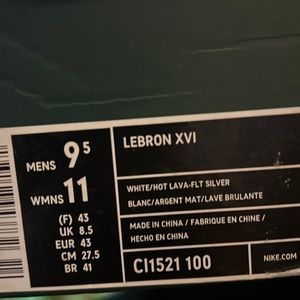 LEBRON XVI
MENS 9.5
WMNS 11
(F) 43
UK 8.5
EUR 43
CM 27.5
BR 41
WHITE/HOT LAVA-FLT SILVER
BLANC/ARGENT MAT/LAVE BRULANTE
MADE IN CHINA / FABRIQUE EN CHINE /
HECHO EN CHINA
CI1521 100
NIKE.COM